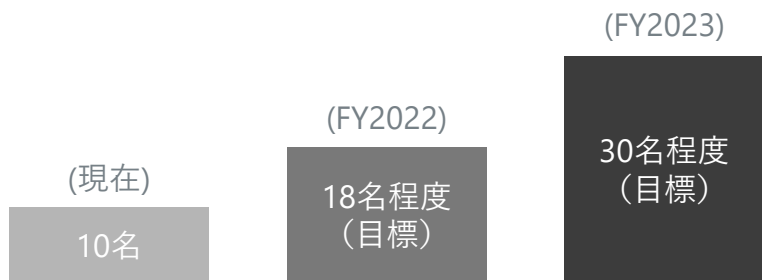 (現在)
10名
(FY2022)
18名程度
（目標）
(FY2023)
30名程度
（目標）